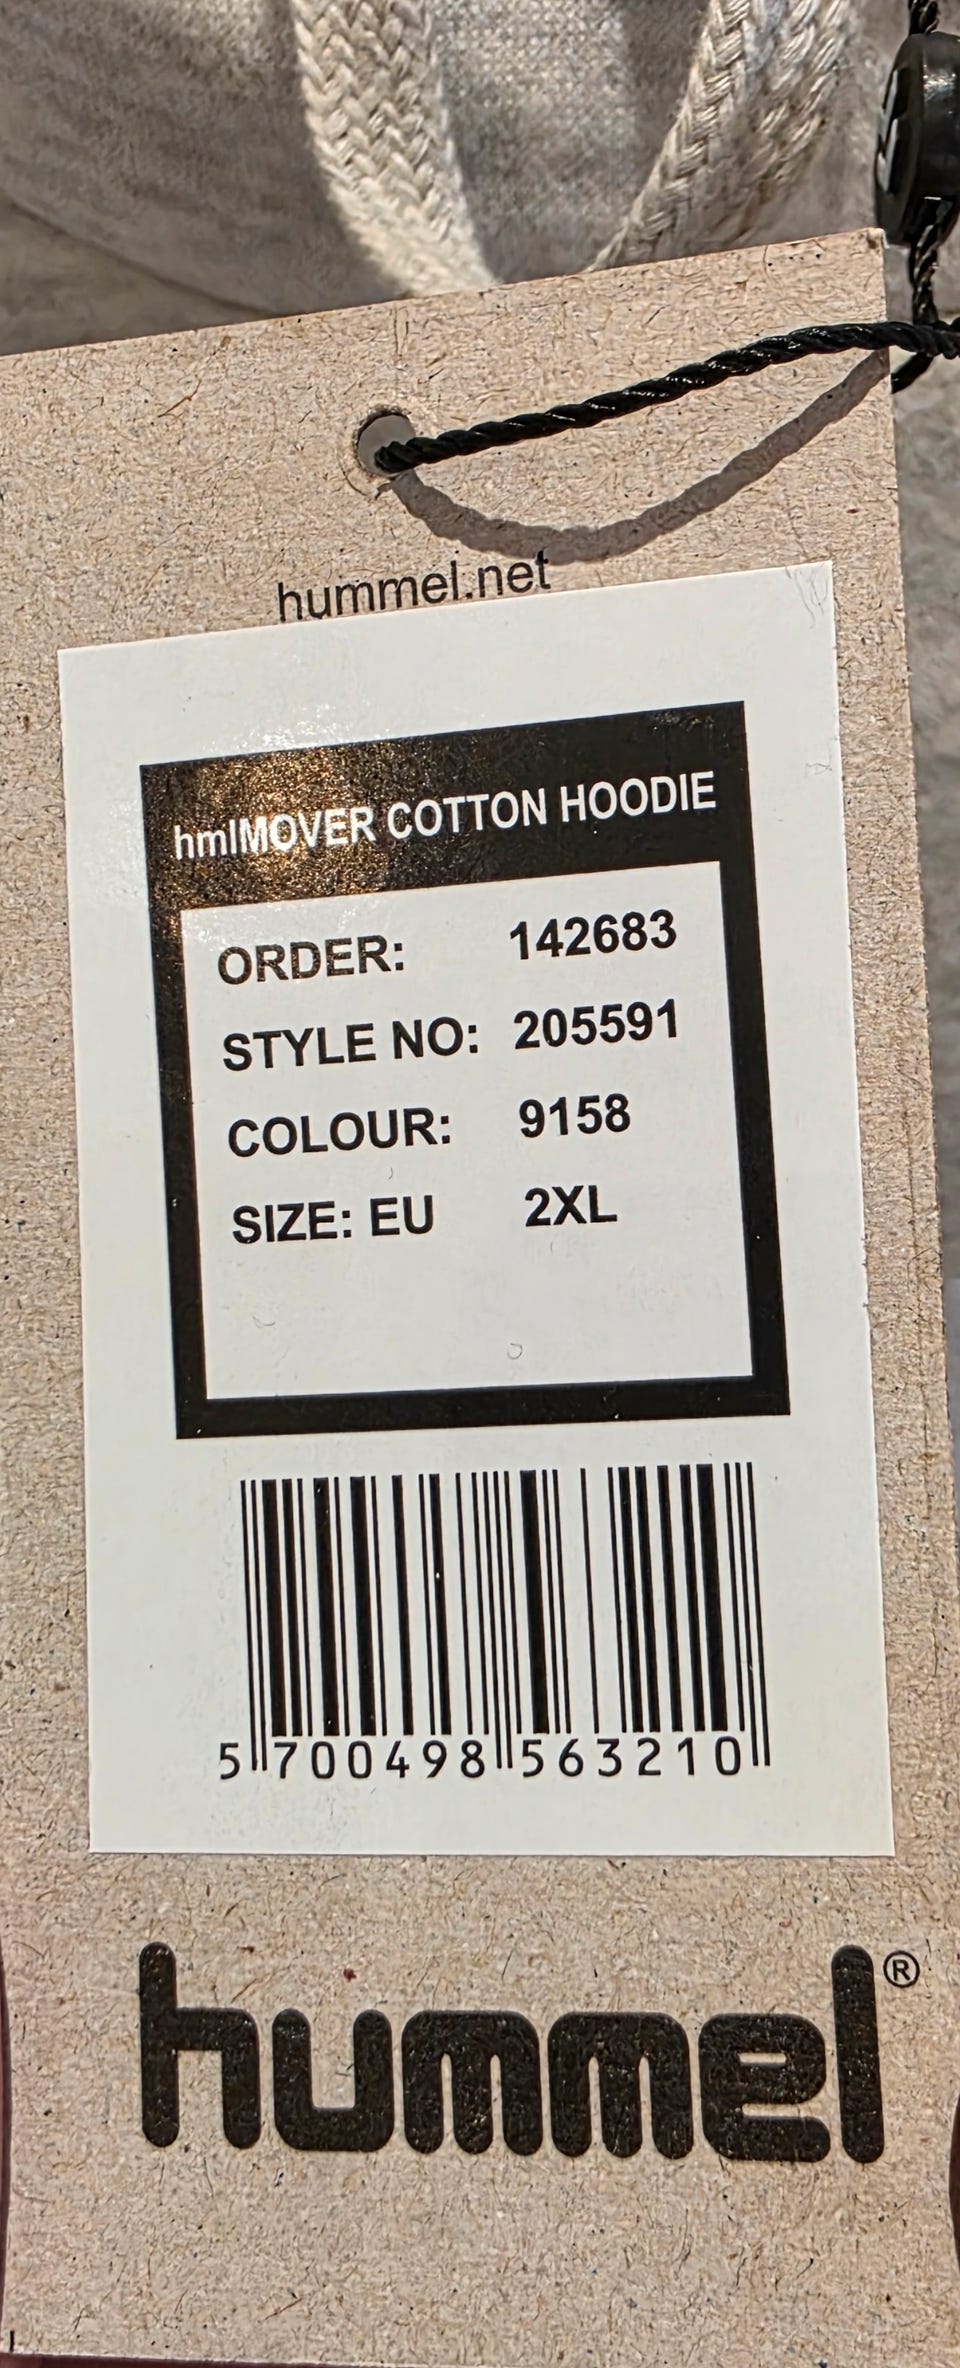 hummel.net
hmlMOVER COTTON HOODIE
ORDER: 142683
STYLE NO: 205591
COLOUR: 9158
SIZE: EU 2XL
5 700498 563210
hummel®